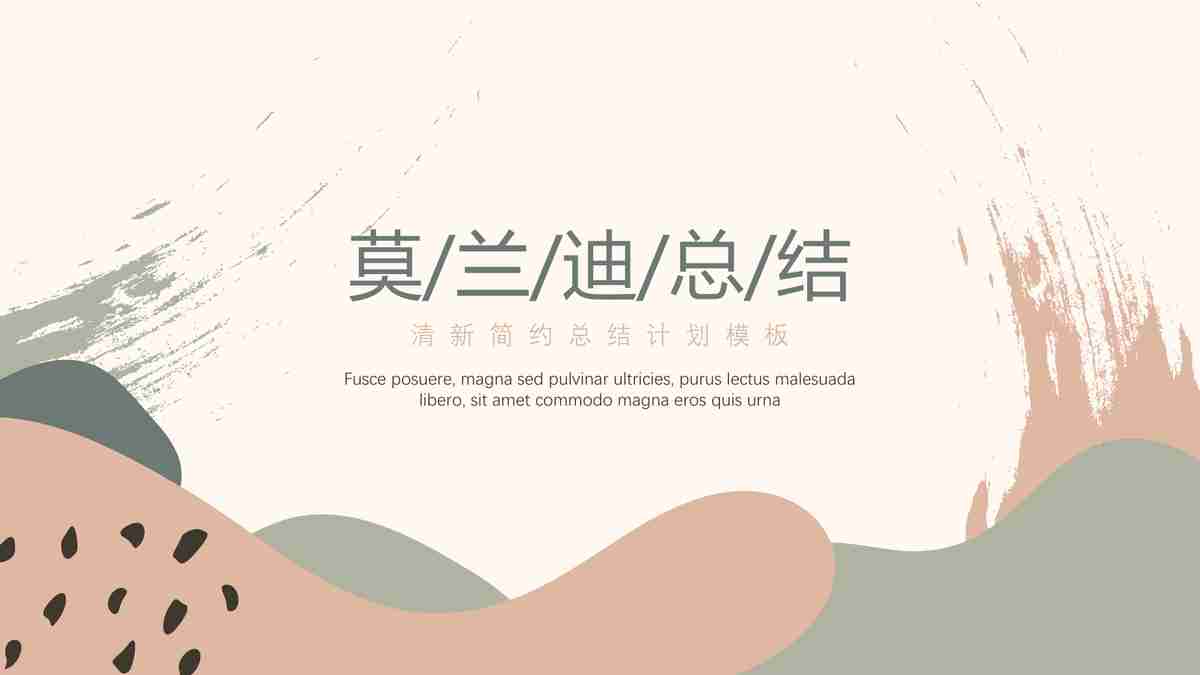 莫/兰/迪/总/结
清新简约总结计划模板
Fusce posuere, magna sed pulvinar ultricies, purus lectus malesuada
libero, sit amet commodo magna eros quis urna